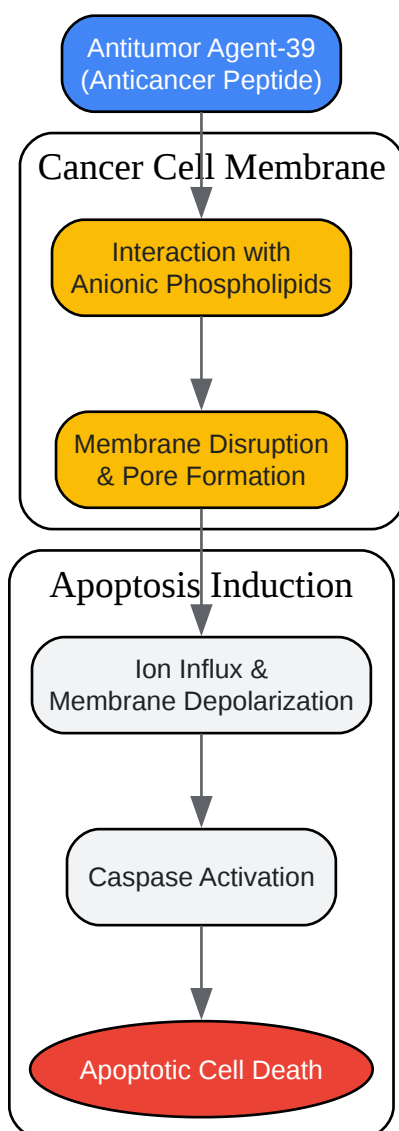 Antitumor Agent-39
(Anticancer Peptide)
Cancer Cell Membrane
Interaction with
Anionic Phospholipids
Membrane Disruption
& Pore Formation
Apoptosis Induction
Ion Influx &
Membrane Depolarization
Caspase Activation
Apoptotic Cell Death